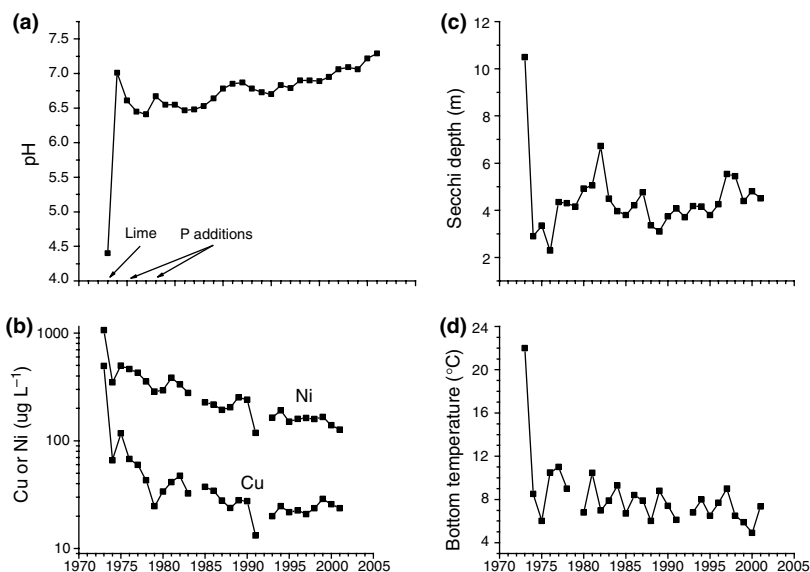 (a)
7.5
7.0
6.5
6.0
5.5
5.0
4.5
4.0
pH
Lime
P additions
(b)
1000
100
10
Cu or Ni (ug L⁻¹)
Ni
Cu
1970 1975 1980 1985 1990 1995 2000 2005
(c)
12
10
8
6
4
2
Secchi depth (m)
(d)
24
20
16
12
8
4
Bottom temperature (°C)
1970 1975 1980 1985 1990 1995 2000 2005